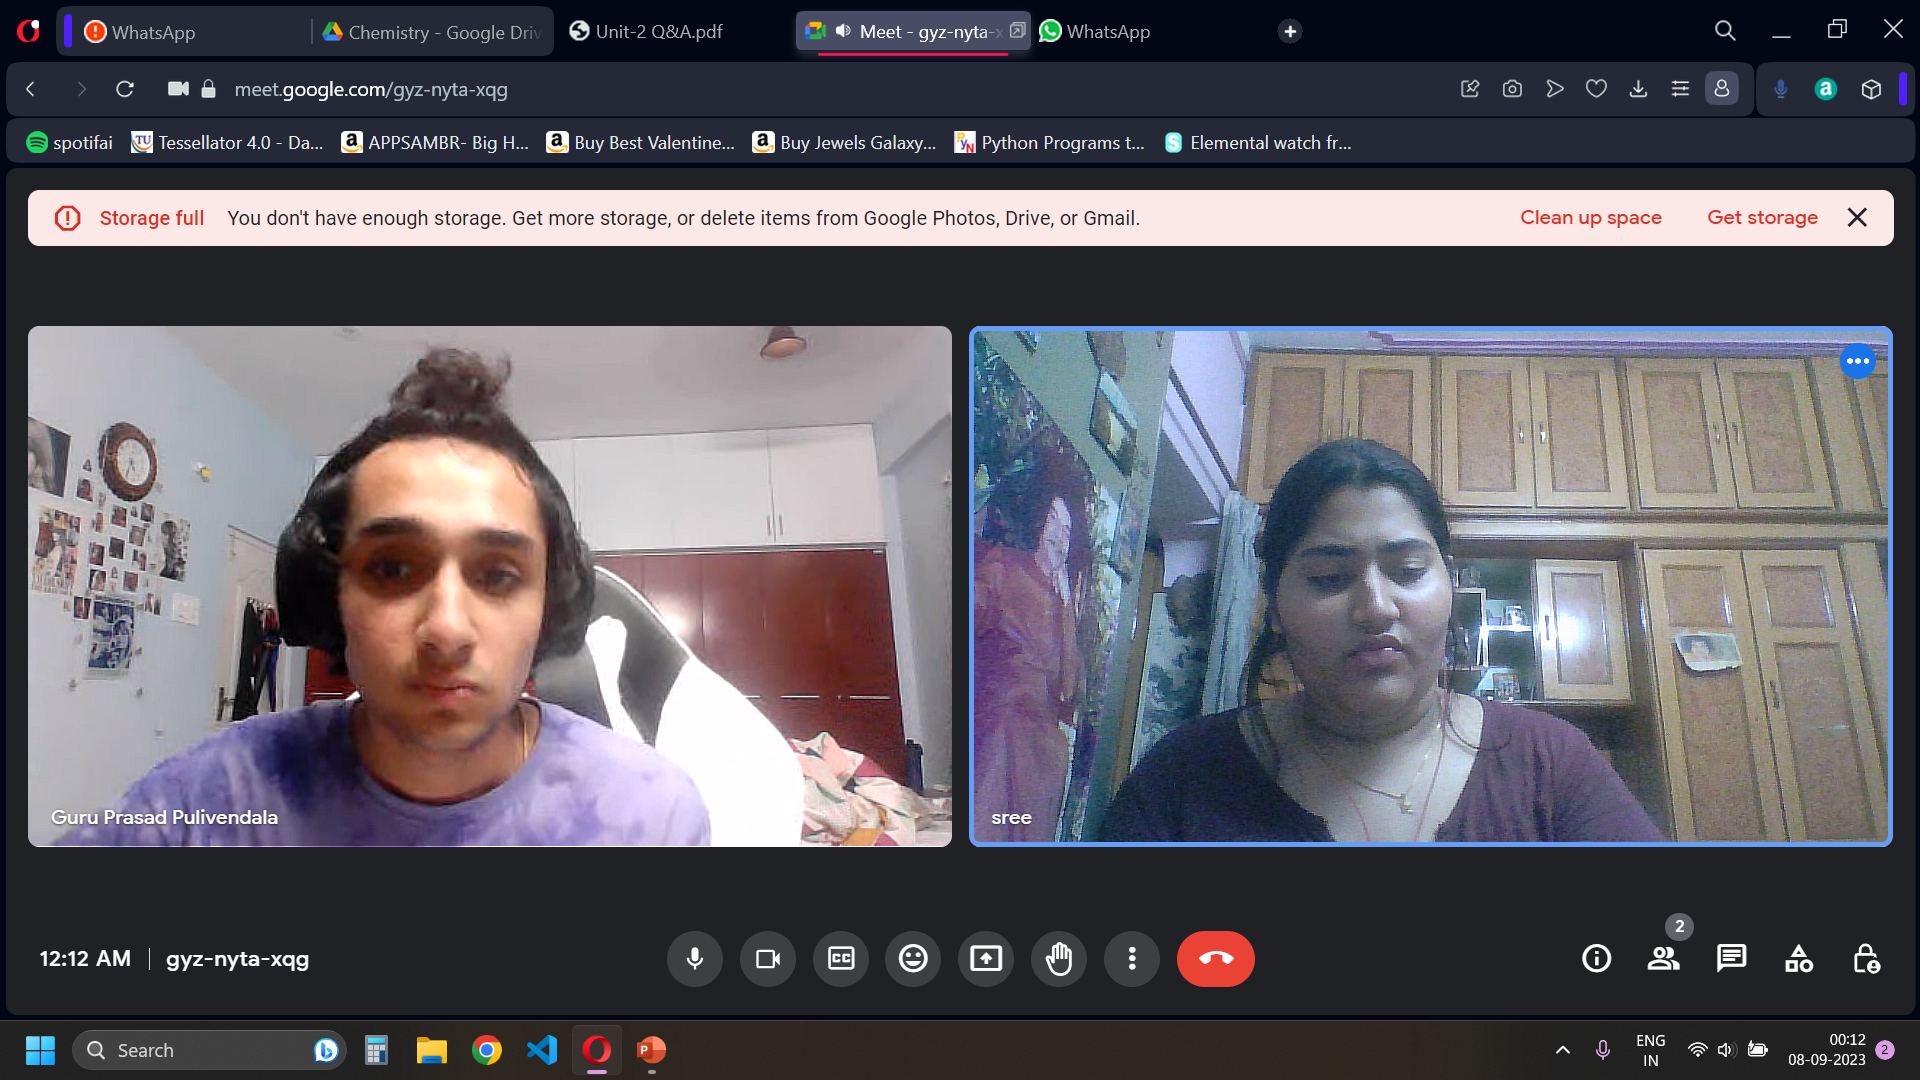 WhatsApp
Chemistry - Google Driv
Unit-2 Q&A.pdf
Meet - gyz-nyta-x
WhatsApp
meet.google.com/gyz-nyta-xqg
spotifai
Tessellator 4.0 - Da...
APPSAMBR- Big H...
Buy Best Valentine...
Buy Jewels Galaxy...
Python Programs t...
Elemental watch fr...
Storage full You don't have enough storage. Get more storage, or delete items from Google Photos, Drive, or Gmail.
Clean up space
Get storage
Guru Prasad Pulivendala
sree
12:12 AM
gyz-nyta-xqg
2
Search
ENG
IN
00:12
08-09-2023
2